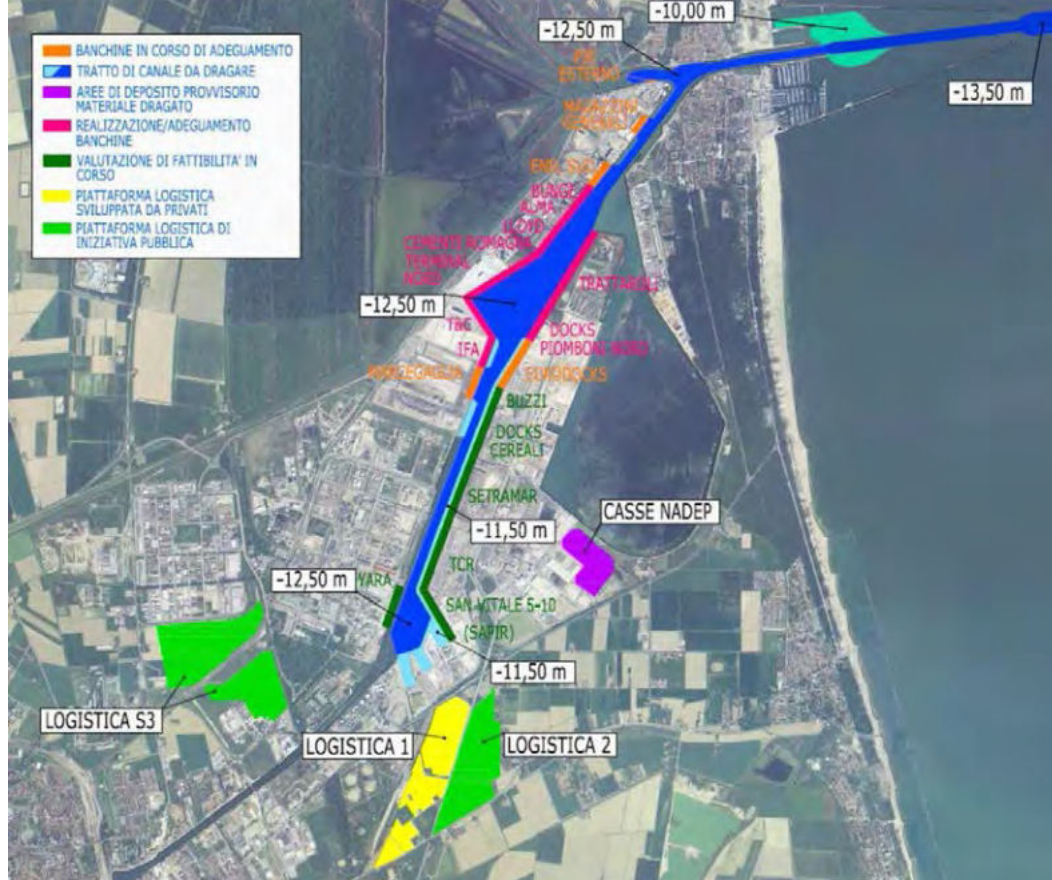 -10,00 m
-12,50 m
BANCHINE IN CORSO DI ADEGUAMENTO
TRATTO DI CANALE DA DRAGARE
AREE DI DEPOSITO PROVVISORIO
MATERIALE DRAGATO
REALIZZAZIONE/ADEGUAMENTO
BANCHINE
VALUTAZIONE DI FATTIBILITA' IN
CORSO
PIATTAFORMA LOGISTICA
SVILUPPATA DA PRIVATI
PIATTAFORMA LOGISTICA DI
INIZIATIVA PUBBLICA
ESTERNO
-13,50 m
MAGAZZINI
GENERALI
ENEL SUD
BUNGE
ALMA
LLOYD
CEMENTI ROMAGNA
TERMINAL
NORD
TRATTAROLI
-12,50 m
T&C
IFA
DOCKS
PIOMBONI NORD
MARCEGAGLIA
EURODOCKS
BUZZI
DOCKS
CEREALI
SETRAMAR
CASSE NADEP
-11,50 m
TCR
-12,50 m
YARA
SAN VITALE 5-10
(SAPIR)
-11,50 m
LOGISTICA S3
LOGISTICA 1
LOGISTICA 2